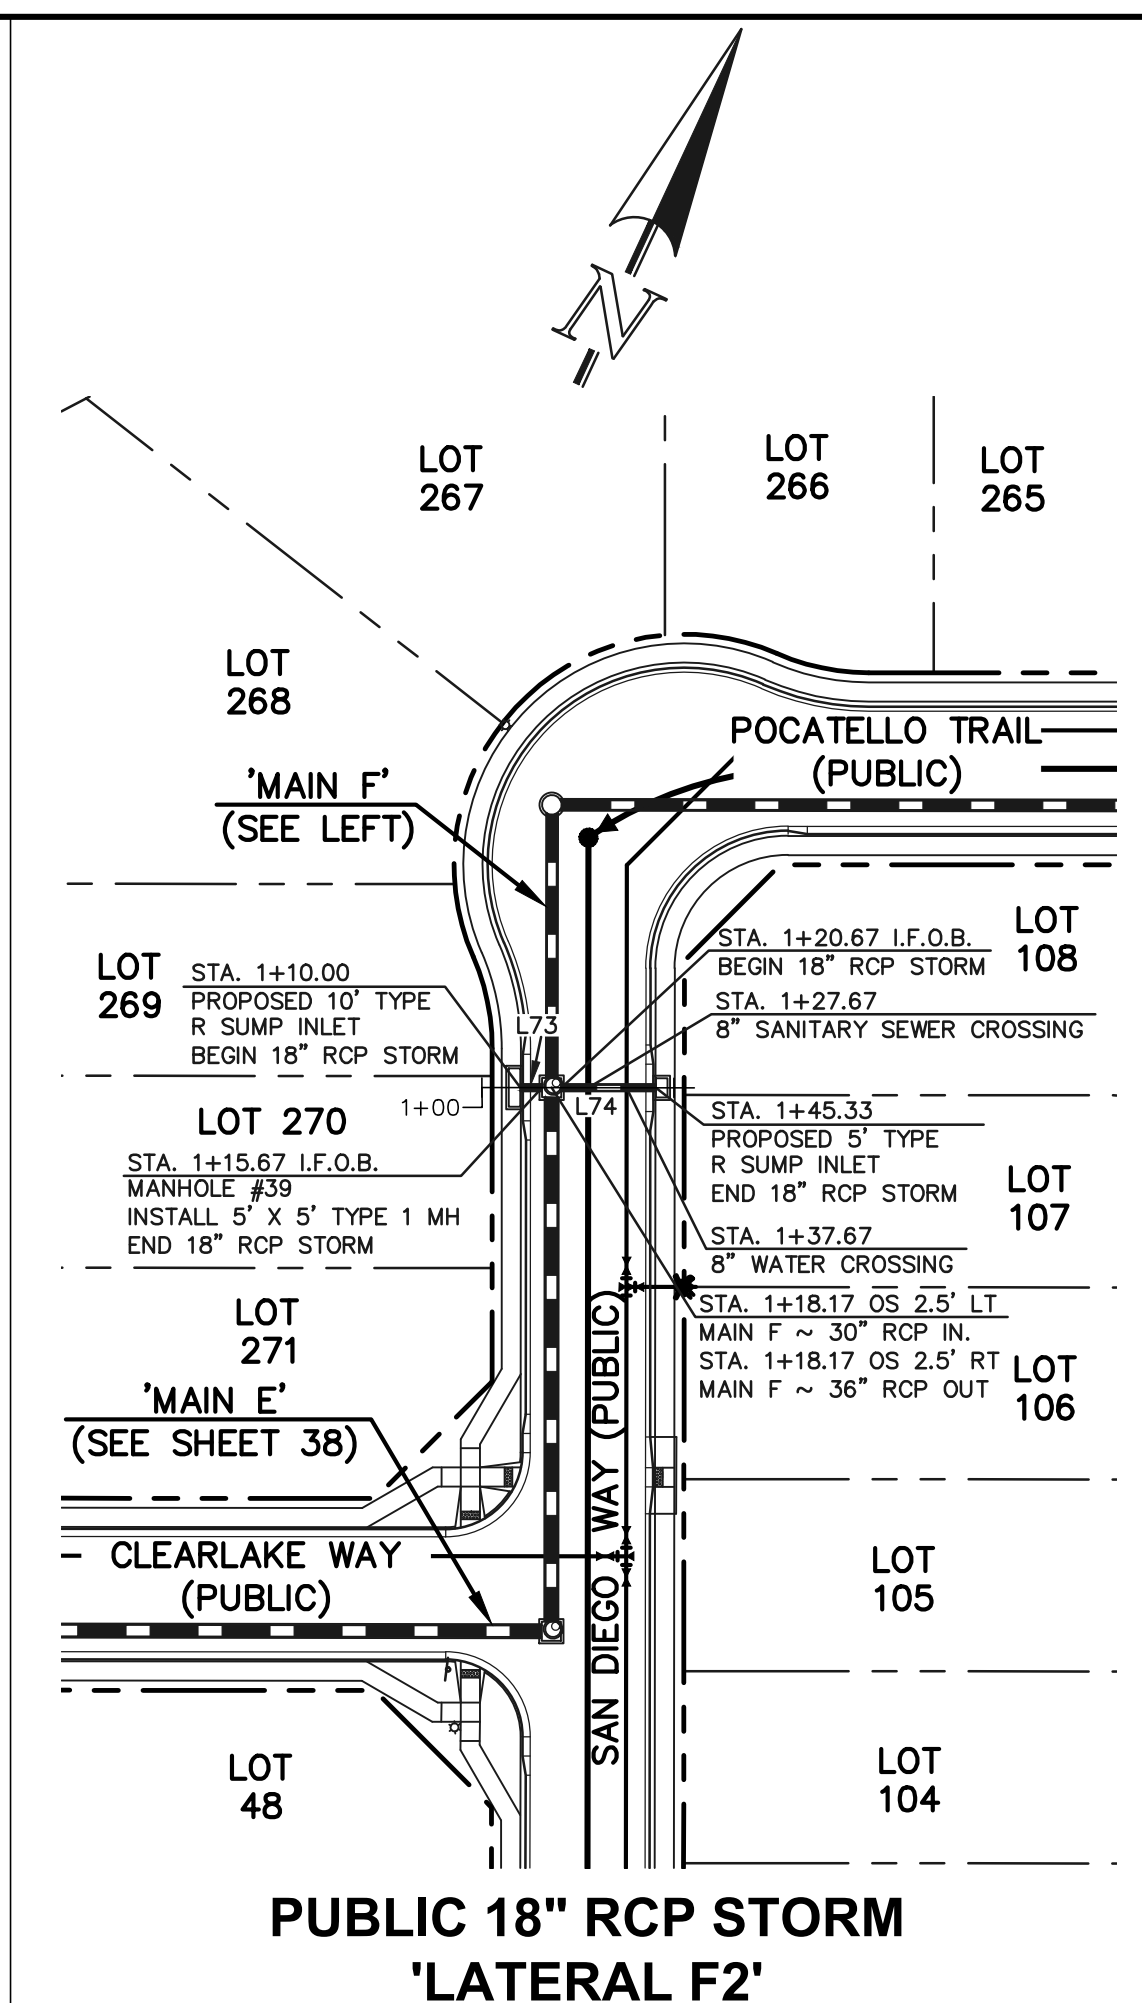 N
LOT
267
LOT
266
LOT
265
LOT
268
POCATELLO TRAIL
(PUBLIC)
'MAIN F'
(SEE LEFT)
LOT
108
STA. 1+20.67 I.F.O.B.
BEGIN 18" RCP STORM
LOT
269
STA. 1+10.00
PROPOSED 10' TYPE
R SUMP INLET
BEGIN 18" RCP STORM
STA. 1+27.67
8" SANITARY SEWER CROSSING
L73
1+00
L74
LOT 270
STA. 1+15.67 I.F.O.B.
MANHOLE #39
INSTALL 5' X 5' TYPE 1 MH
END 18" RCP STORM
STA. 1+45.33
PROPOSED 5' TYPE
R SUMP INLET
END 18" RCP STORM
LOT
107
STA. 1+37.67
8" WATER CROSSING
STA. 1+18.17 OS 2.5' LT
MAIN F ~ 30" RCP IN.
STA. 1+18.17 OS 2.5' RT
MAIN F ~ 36" RCP OUT
LOT
106
LOT
271
'MAIN E'
(SEE SHEET 38)
SAN DIEGO WAY (PUBLIC)
CLEARLAKE WAY
(PUBLIC)
LOT
105
LOT
48
LOT
104
PUBLIC 18" RCP STORM
'LATERAL F2'